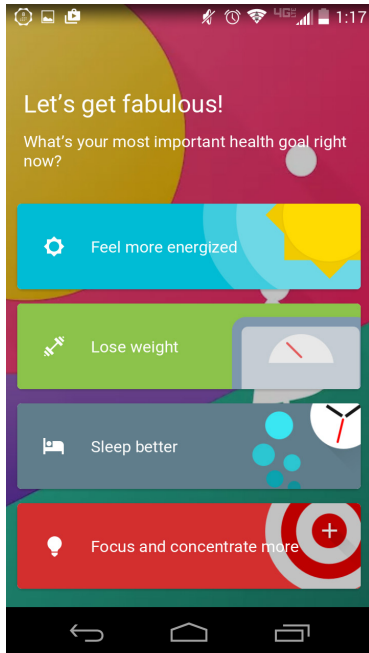 4G 1:17
Let's get fabulous!
What's your most important health goal right
now?
Feel more energized
Lose weight
Sleep better
Focus and concentrate more